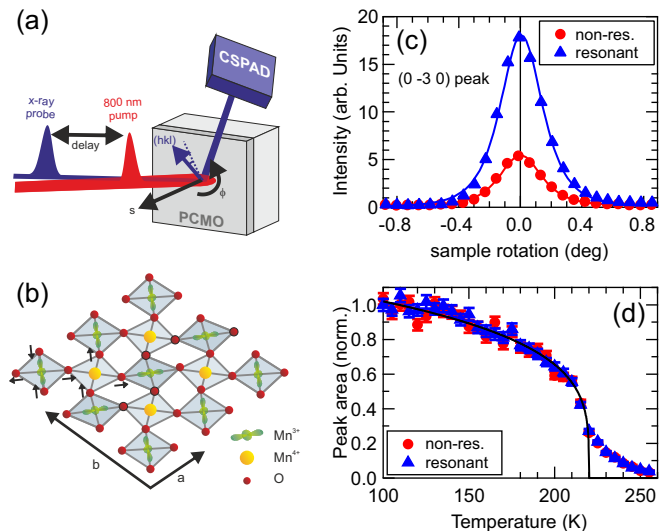 (a)
CSPAD
x-ray
probe
800 nm
pump
delay
(hkl)
ϕ
s
PCMO
(b)
b
a
Mn3+
Mn4+
O
(c)
non-res.
resonant
(0 -3 0) peak
Intensity (arb. Units)
20
15
10
5
0
-0.8
-0.4
0.0
0.4
0.8
sample rotation (deg)
(d)
Peak area (norm.)
1.0
0.8
0.6
0.4
0.2
0.0
non-res.
resonant
100
150
200
250
Temperature (K)